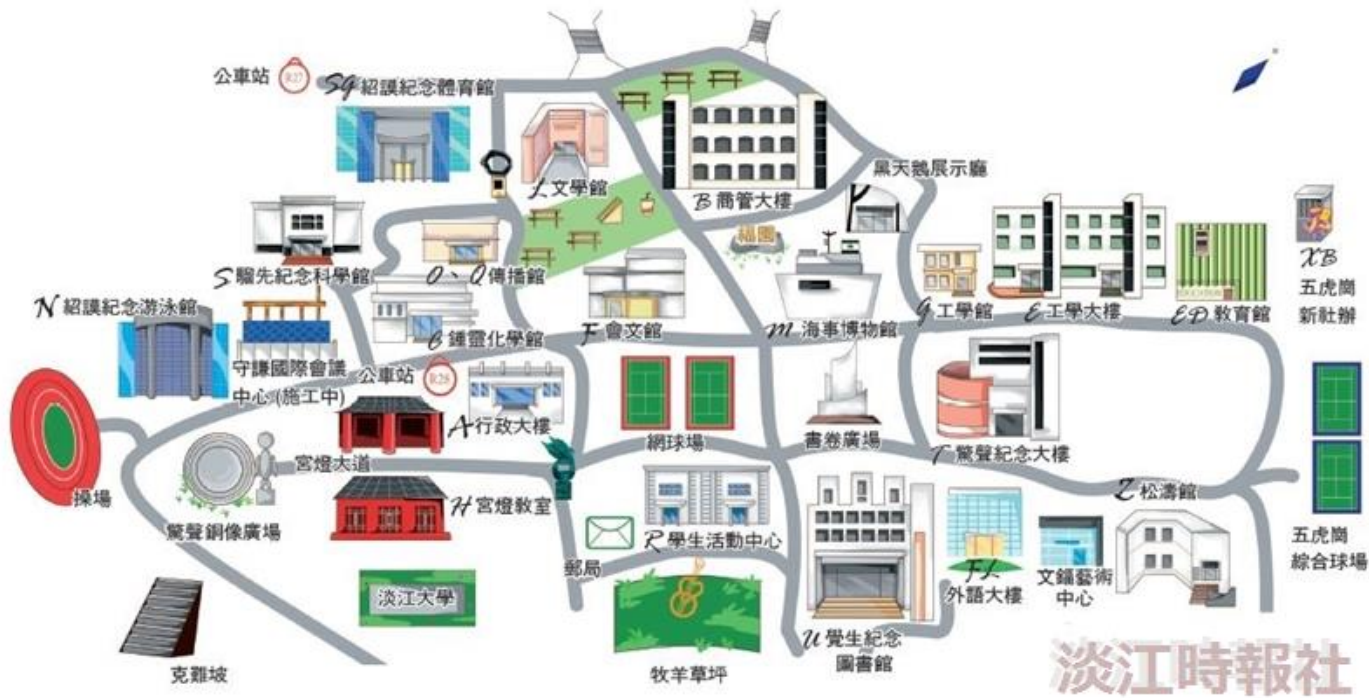 公車站 R27
SG 紹謨紀念體育館
L 文學館
B 商管大樓
黑天鵝展示廳
福園
S 騮先紀念科學館
O、Q 傳播館
N 紹謨紀念游泳館
C 鍾靈化學館
F 會文館
M 海事博物館
G 工學館
E 工學大樓
ED 教育館
XB
五虎崗
新社辦
守謙國際會議
中心(施工中)
公車站 R28
A 行政大樓
網球場
書卷廣場
T 驚聲紀念大樓
操場
驚聲銅像廣場
宮燈大道
H 宮燈教室
R 學生活動中心
郵局
Z 松濤館
五虎崗
綜合球場
FL
外語大樓
文錙藝術
中心
淡江大學
克難坡
牧羊草坪
U 覺生紀念
圖書館
淡江時報社